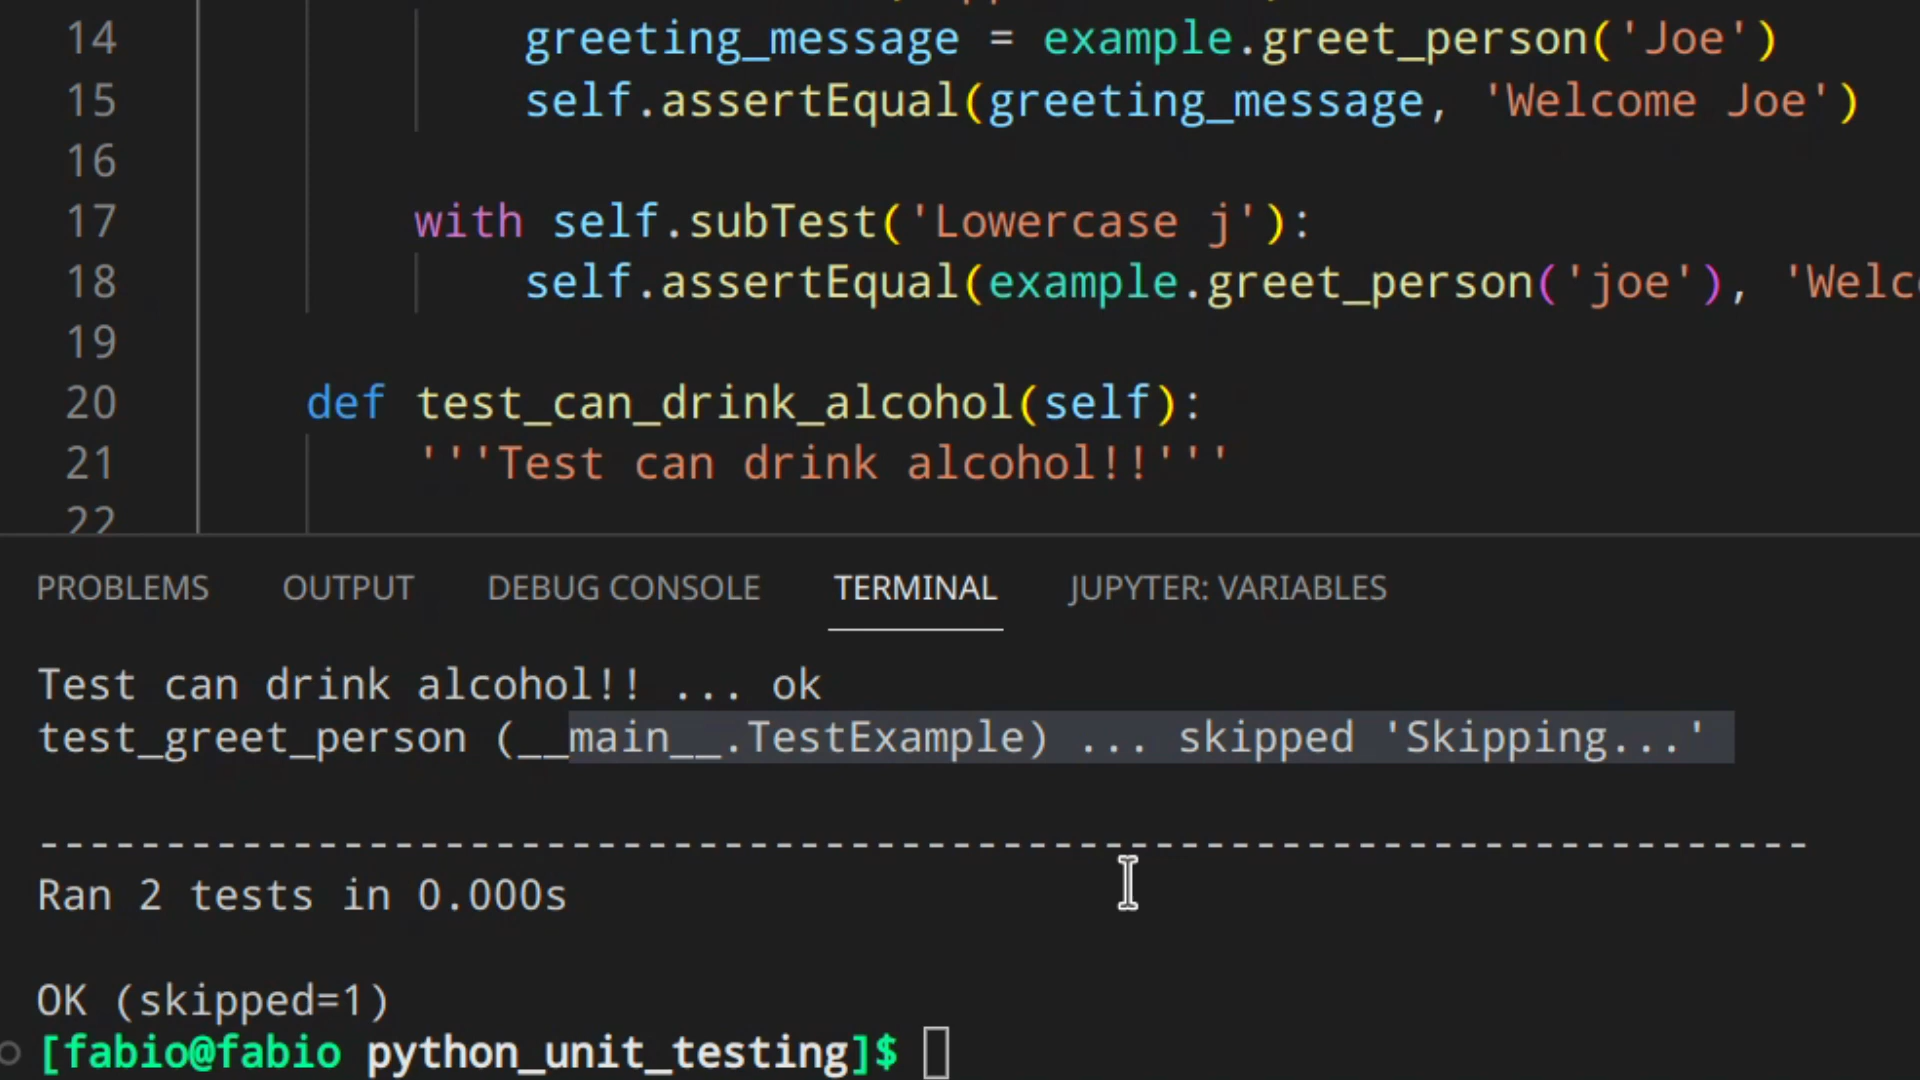 14 greeting_message = example.greet_person('Joe')
15 self.assertEqual(greeting_message, 'Welcome Joe')
16
17 with self.subTest('Lowercase j'):
18 self.assertEqual(example.greet_person('joe'), 'Welc
19
20 def test_can_drink_alcohol(self):
21 '''Test can drink alcohol!!'''
22
PROBLEMS OUTPUT DEBUG CONSOLE TERMINAL JUPYTER: VARIABLES
Test can drink alcohol!! ... ok
test_greet_person (__main__.TestExample) ... skipped 'Skipping...'
----------------------------------------------------------------------
Ran 2 tests in 0.000s
OK (skipped=1)
[fabio@fabio python_unit_testing]$